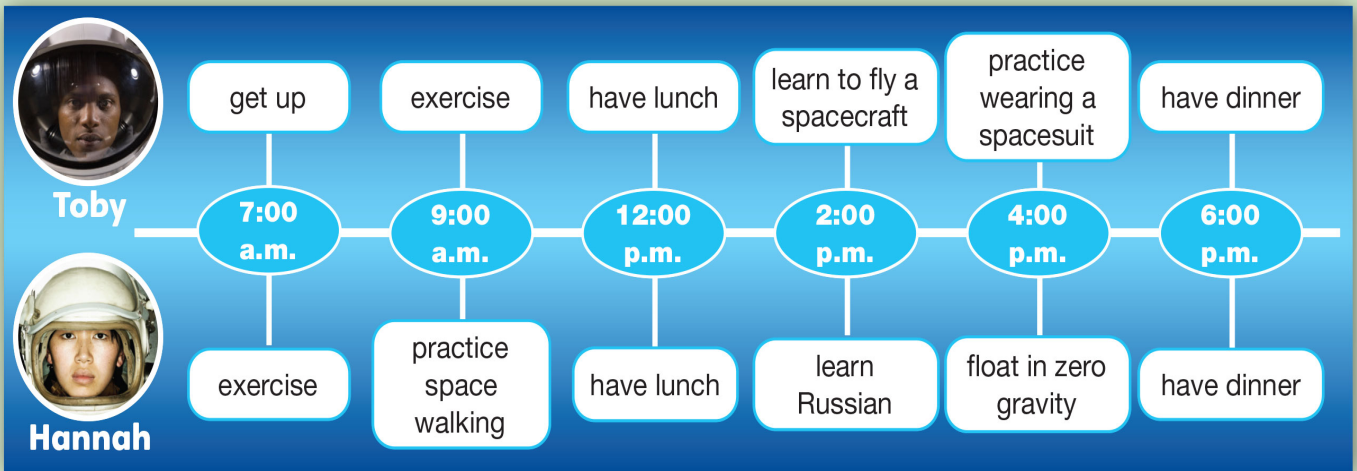 get up
exercise
have lunch
learn to fly a
spacecraft
practice
wearing a
spacesuit
have dinner
Toby
7:00
a.m.
9:00
a.m.
12:00
p.m.
2:00
p.m.
4:00
p.m.
6:00
p.m.
Hannah
exercise
practice
space
walking
have lunch
learn
Russian
float in zero
gravity
have dinner